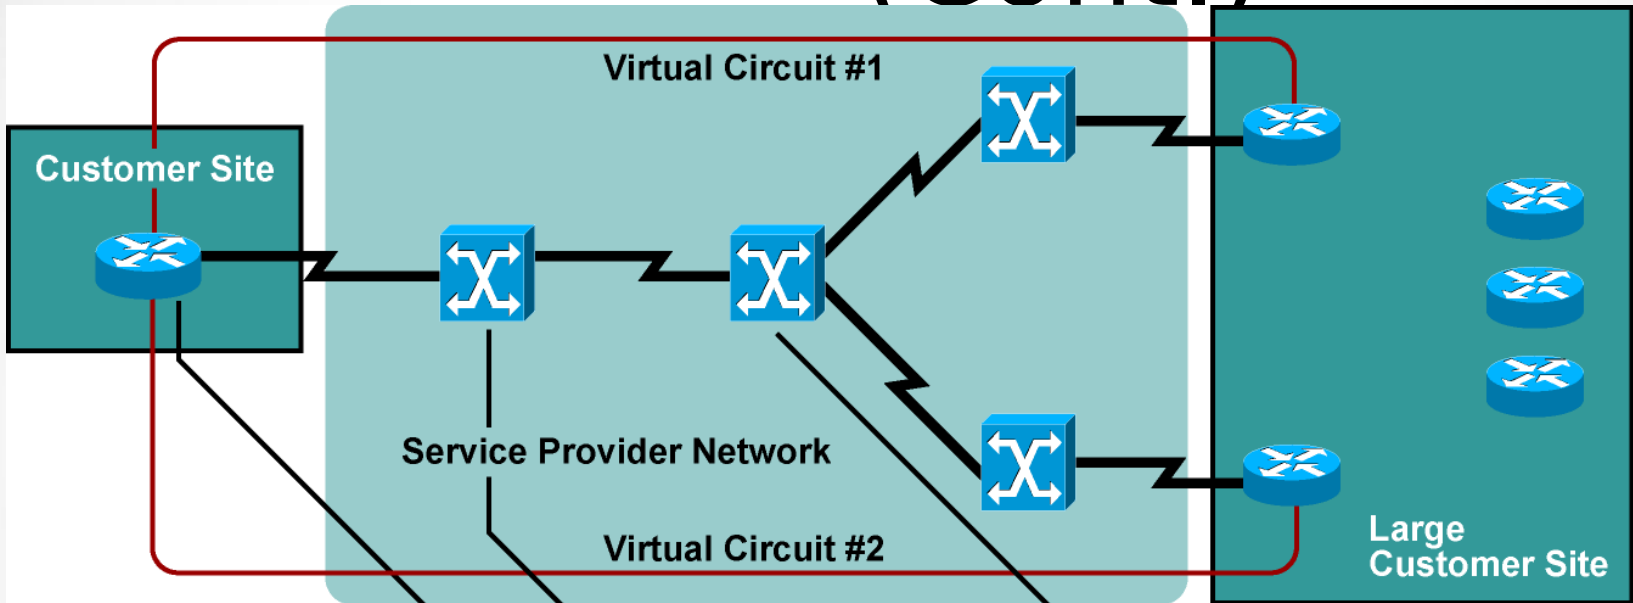 Virtual Circuit #1
Customer Site
Service Provider Network
Virtual Circuit #2
Large
Customer Site